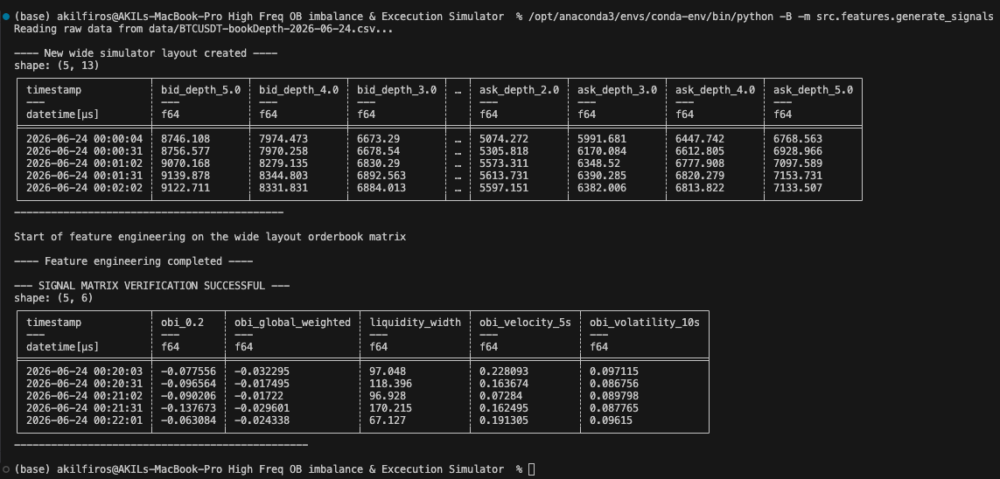 (base) akilfiros@AKILs-MacBook-Pro High Freq OB imbalance & Excecution Simulator  % /opt/anaconda3/envs/conda-env/bin/python -B -m src.features.generate_signals
Reading raw data from data/BTCUSDT-bookDepth-2026-06-24.csv...
---- New wide simulator layout created ----
shape: (5, 13)
timestamp bid_depth_5.0 bid_depth_4.0 bid_depth_3.0 … ask_depth_2.0 ask_depth_3.0 ask_depth_4.0 ask_depth_5.0
--- --- --- --- --- --- --- ---
datetime[μs] f64 f64 f64 f64 f64 f64 f64
2026-06-24 00:00:04 8746.108 7974.473 6673.29 … 5074.272 5991.681 6447.742 6768.563
2026-06-24 00:00:31 8756.577 7970.258 6678.54 … 5305.818 6170.084 6612.805 6928.966
2026-06-24 00:01:02 9070.168 8279.135 6830.29 … 5573.311 6348.52 6777.908 7097.589
2026-06-24 00:01:31 9139.878 8344.803 6892.563 … 5613.731 6390.285 6820.279 7153.731
2026-06-24 00:02:02 9122.711 8331.831 6884.013 … 5597.151 6382.006 6813.822 7133.507
--------------------------------------------
Start of feature engineering on the wide layout orderbook matrix
---- Feature engineering completed ----
--- SIGNAL MATRIX VERIFICATION SUCCESSFUL ---
shape: (5, 6)
timestamp obi_0.2 obi_global_weighted liquidity_width obi_velocity_5s obi_volatility_10s
--- --- --- --- --- ---
datetime[μs] f64 f64 f64 f64 f64
2026-06-24 00:20:03 -0.077556 -0.032295 97.048 0.228093 0.097115
2026-06-24 00:20:31 -0.096564 -0.017495 118.396 0.163674 0.086756
2026-06-24 00:21:02 -0.090206 -0.01722 96.928 0.07284 0.089798
2026-06-24 00:21:31 -0.137673 -0.029601 170.215 0.162495 0.087765
2026-06-24 00:22:01 -0.063084 -0.024338 67.127 0.191305 0.09615
------------------------------------------------
(base) akilfiros@AKILs-MacBook-Pro High Freq OB imbalance & Excecution Simulator  %